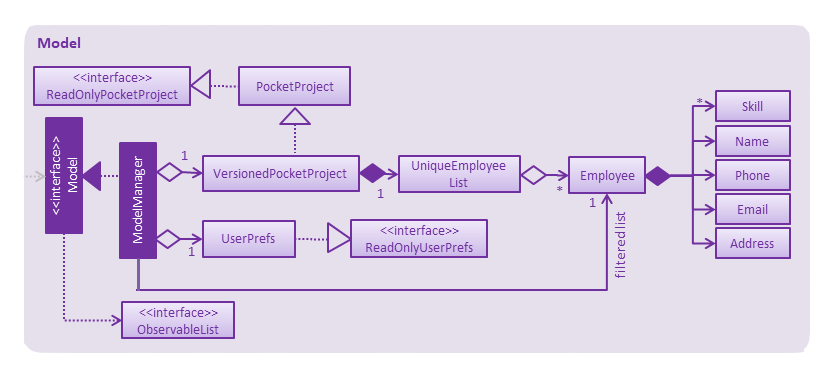 Model
<<interface>>
ReadOnlyPocketProject
PocketProject
<<interface>>
Model
ModelManager
1
VersionedPocketProject
1
UniqueEmployee
List
*
Employee
1
*
Skill
Name
Phone
Email
Address
1
UserPrefs
<<interface>>
ReadOnlyUserPrefs
filtered list
<<interface>>
ObservableList